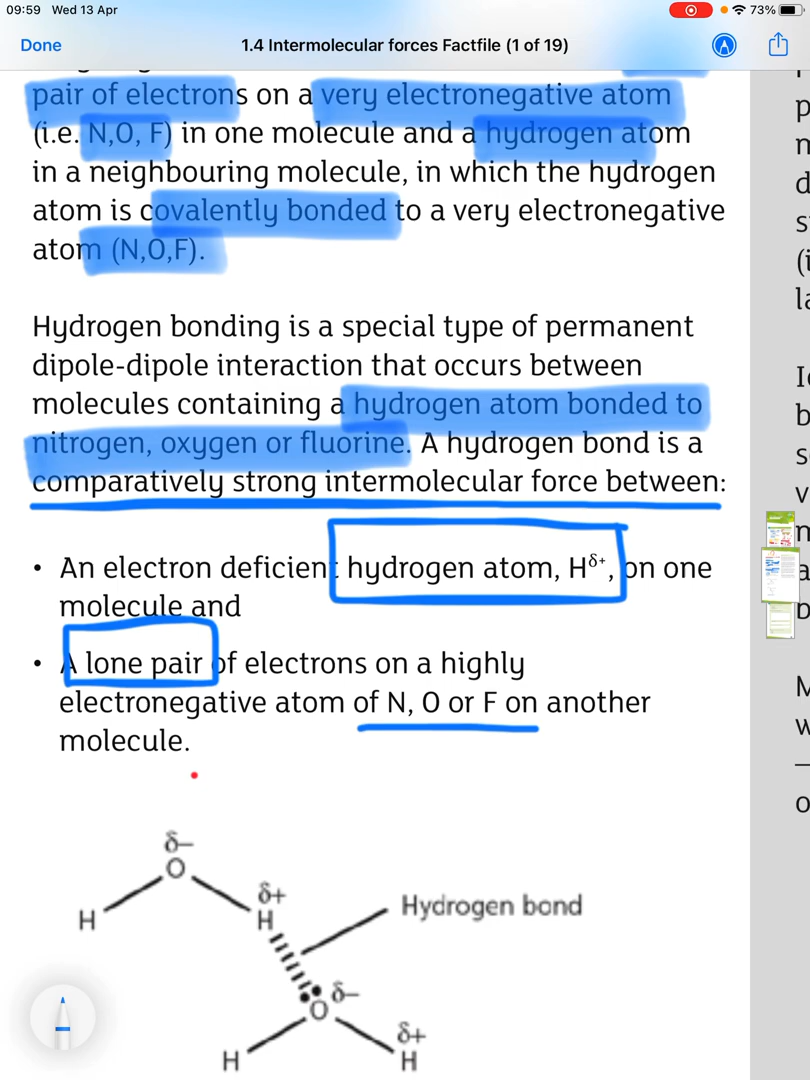 09:59 Wed 13 Apr 73%
Done 1.4 Intermolecular forces Factfile (1 of 19)
pair of electrons on a very electronegative atom
(i.e. N,O, F) in one molecule and a hydrogen atom
in a neighbouring molecule, in which the hydrogen
atom is covalently bonded to a very electronegative
atom (N,O,F).
Hydrogen bonding is a special type of permanent
dipole-dipole interaction that occurs between
molecules containing a hydrogen atom bonded to
nitrogen, oxygen or fluorine. A hydrogen bond is a
comparatively strong intermolecular force between:
• An electron deficient hydrogen atom, Hδ+, on one
molecule and
• A lone pair of electrons on a highly
electronegative atom of N, O or F on another
molecule.
δ−
O
δ+
H
H
Hydrogen bond
δ−
O
δ+
H
H